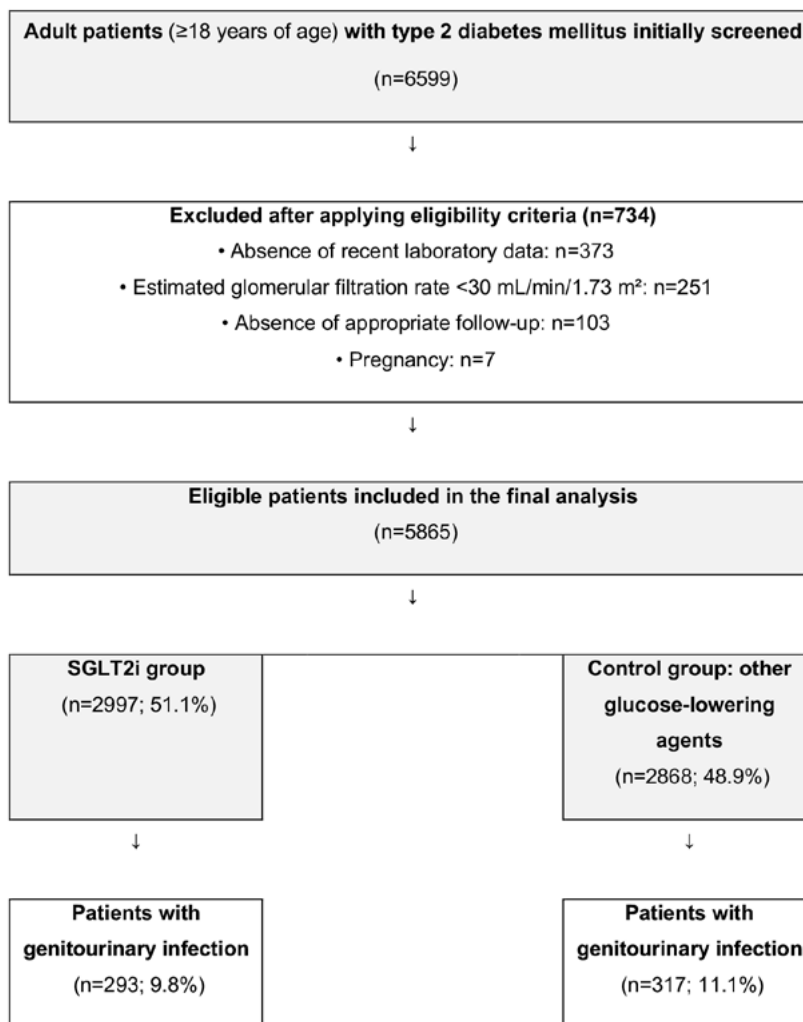 Adult patients (≥18 years of age) with type 2 diabetes mellitus initially screened
(n=6599)
↓
Excluded after applying eligibility criteria (n=734)
• Absence of recent laboratory data: n=373
• Estimated glomerular filtration rate <30 mL/min/1.73 m²: n=251
• Absence of appropriate follow-up: n=103
• Pregnancy: n=7
↓
Eligible patients included in the final analysis
(n=5865)
↓
SGLT2i group
(n=2997; 51.1%)
↓
Patients with
genitourinary infection
(n=293; 9.8%)
Control group: other
glucose-lowering
agents
(n=2868; 48.9%)
↓
Patients with
genitourinary infection
(n=317; 11.1%)